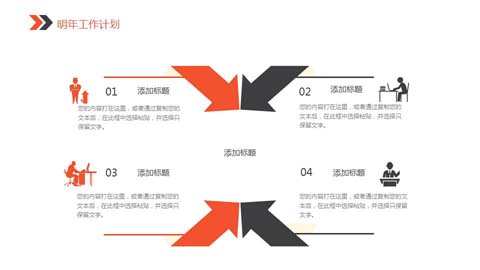 明年工作计划
01 添加标题
您的内容打在这里，或者通过复制您的
文本后，在此框中选择粘贴，并选择只
保留文字。
02 添加标题
您的内容打在这里，或者通过复制您的
文本后，在此框中选择粘贴，并选择只
保留文字。
添加标题
03 添加标题
您的内容打在这里，或者通过复制您的
文本后，在此框中选择粘贴，并选择只
保留文字。
04 添加标题
您的内容打在这里，或者通过复制您的
文本后，在此框中选择粘贴，并选择只保留
文字。